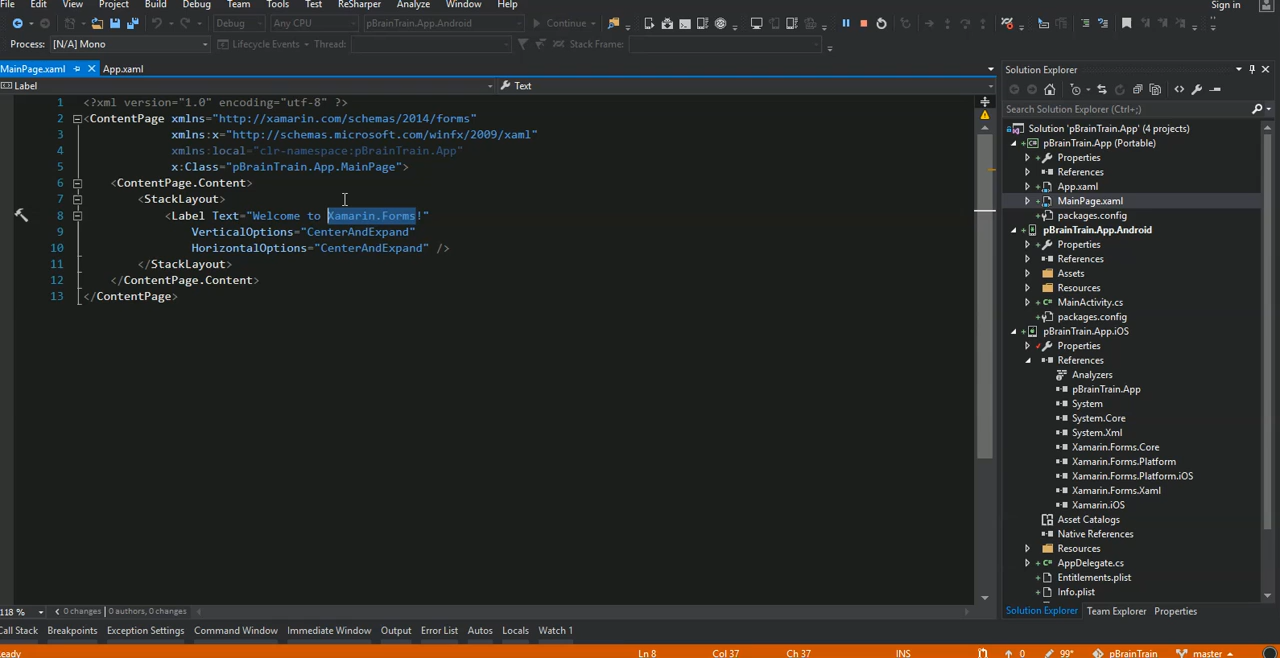 File Edit View Project Build Debug Team Tools Test ReSharper Analyze Window Help Sign in
Debug Any CPU pBrainTrain.App.Android Continue
Process: [N/A] Mono Lifecycle Events Thread: Stack Frame:
MainPage.xaml App.xaml
Label Text
1 <?xml version="1.0" encoding="utf-8" ?>
2 <ContentPage xmlns="http://xamarin.com/schemas/2014/forms"
3 xmlns:x="http://schemas.microsoft.com/winfx/2009/xaml"
4 xmlns:local="clr-namespace:pBrainTrain.App"
5 x:Class="pBrainTrain.App.MainPage">
6 <ContentPage.Content>
7 <StackLayout>
8 <Label Text="Welcome to Xamarin.Forms!"
9 VerticalOptions="CenterAndExpand"
10 HorizontalOptions="CenterAndExpand" />
11 </StackLayout>
12 </ContentPage.Content>
13 </ContentPage>
Solution Explorer
Search Solution Explorer (Ctrl+;)
Solution 'pBrainTrain.App' (4 projects)
pBrainTrain.App (Portable)
Properties
References
App.xaml
MainPage.xaml
packages.config
pBrainTrain.App.Android
Properties
References
Assets
Resources
MainActivity.cs
packages.config
pBrainTrain.App.iOS
Properties
References
Analyzers
pBrainTrain.App
System
System.Core
System.Xml
Xamarin.Forms.Core
Xamarin.Forms.Platform
Xamarin.Forms.Platform.iOS
Xamarin.Forms.Xaml
Xamarin.iOS
Asset Catalogs
Native References
Resources
AppDelegate.cs
Entitlements.plist
Info.plist
Solution Explorer Team Explorer Properties
118 % 0 changes | 0 authors, 0 changes
Call Stack Breakpoints Exception Settings Command Window Immediate Window Output Error List Autos Locals Watch 1
Ready Ln 8 Col 37 Ch 37 INS 0 99* pBrainTrain master